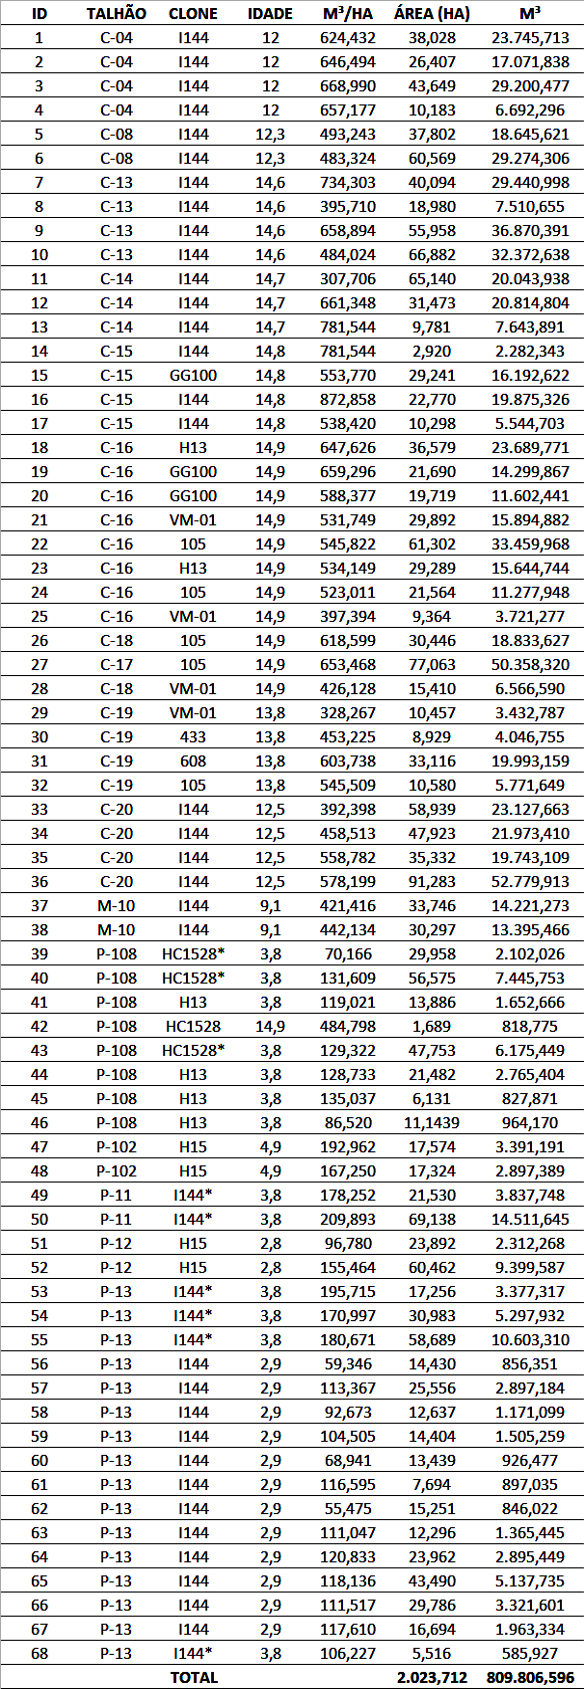 ID TALHÃO CLONE IDADE M³/HA ÁREA (HA) M³
1 C-04 I144 12 624,432 38,028 23.745,713
2 C-04 I144 12 646,494 26,407 17.071,838
3 C-04 I144 12 668,990 43,649 29.200,477
4 C-04 I144 12 657,177 10,183 6.692,296
5 C-08 I144 12,3 493,243 37,802 18.645,621
6 C-08 I144 12,3 483,324 60,569 29.274,306
7 C-13 I144 14,6 734,303 40,094 29.440,998
8 C-13 I144 14,6 395,710 18,980 7.510,655
9 C-13 I144 14,6 658,894 55,958 36.870,391
10 C-13 I144 14,6 484,024 66,882 32.372,638
11 C-14 I144 14,7 307,706 65,140 20.043,938
12 C-14 I144 14,7 661,348 31,473 20.814,804
13 C-14 I144 14,7 781,544 9,781 7.643,891
14 C-15 I144 14,8 781,544 2,920 2.282,343
15 C-15 GG100 14,8 553,770 29,241 16.192,622
16 C-15 I144 14,8 872,858 22,770 19.875,326
17 C-15 I144 14,8 538,420 10,298 5.544,703
18 C-16 H13 14,9 647,626 36,579 23.689,771
19 C-16 GG100 14,9 659,296 21,690 14.299,867
20 C-16 GG100 14,9 588,377 19,719 11.602,441
21 C-16 VM-01 14,9 531,749 29,892 15.894,882
22 C-16 105 14,9 545,822 61,302 33.459,968
23 C-16 H13 14,9 534,149 29,289 15.644,744
24 C-16 105 14,9 523,011 21,564 11.277,948
25 C-16 VM-01 14,9 397,394 9,364 3.721,277
26 C-18 105 14,9 618,599 30,446 18.833,627
27 C-17 105 14,9 653,468 77,063 50.358,320
28 C-18 VM-01 14,9 426,128 15,410 6.566,590
29 C-19 VM-01 13,8 328,267 10,457 3.432,787
30 C-19 433 13,8 453,225 8,929 4.046,755
31 C-19 608 13,8 603,738 33,116 19.993,159
32 C-19 105 13,8 545,509 10,580 5.771,649
33 C-20 I144 12,5 392,398 58,939 23.127,663
34 C-20 I144 12,5 458,513 47,923 21.973,410
35 C-20 I144 12,5 558,782 35,332 19.743,109
36 C-20 I144 12,5 578,199 91,283 52.779,913
37 M-10 I144 9,1 421,416 33,746 14.221,273
38 M-10 I144 9,1 442,134 30,297 13.395,466
39 P-108 HC1528* 3,8 70,166 29,958 2.102,026
40 P-108 HC1528* 3,8 131,609 56,575 7.445,753
41 P-108 H13 3,8 119,021 13,886 1.652,666
42 P-108 HC1528 14,9 484,798 1,689 818,775
43 P-108 HC1528* 3,8 129,322 47,753 6.175,449
44 P-108 H13 3,8 128,733 21,482 2.765,404
45 P-108 H13 3,8 135,037 6,131 827,871
46 P-108 H13 3,8 86,520 11,1439 964,170
47 P-102 H15 4,9 192,962 17,574 3.391,191
48 P-102 H15 4,9 167,250 17,324 2.897,389
49 P-11 I144* 3,8 178,252 21,530 3.837,748
50 P-11 I144* 3,8 209,893 69,138 14.511,645
51 P-12 H15 2,8 96,780 23,892 2.312,268
52 P-12 H15 2,8 155,464 60,462 9.399,587
53 P-13 I144* 3,8 195,715 17,256 3.377,317
54 P-13 I144* 3,8 170,997 30,983 5.297,932
55 P-13 I144* 3,8 180,671 58,689 10.603,310
56 P-13 I144 2,9 59,346 14,430 856,351
57 P-13 I144 2,9 113,367 25,556 2.897,184
58 P-13 I144 2,9 92,673 12,637 1.171,099
59 P-13 I144 2,9 104,505 14,404 1.505,259
60 P-13 I144 2,9 68,941 13,439 926,477
61 P-13 I144 2,9 116,595 7,694 897,035
62 P-13 I144 2,9 55,475 15,251 846,022
63 P-13 I144 2,9 111,047 12,296 1.365,445
64 P-13 I144 2,9 120,833 23,962 2.895,449
65 P-13 I144 2,9 118,136 43,490 5.137,735
66 P-13 I144 2,9 111,517 29,786 3.321,601
67 P-13 I144 2,9 117,610 16,694 1.963,334
68 P-13 I144* 3,8 106,227 5,516 585,927
TOTAL 2.023,712 809.806,596